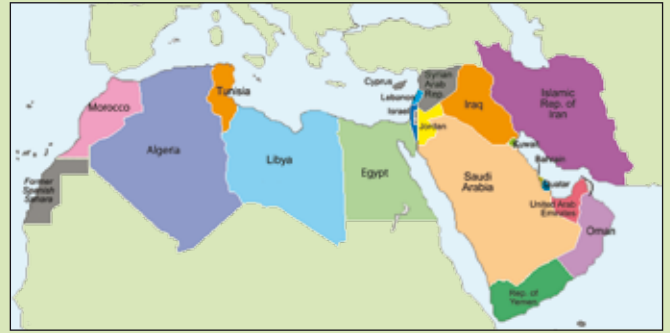 Morocco
Algeria
Tunisia
Libya
Egypt
Former
Spanish
Sahara
Cyprus
Lebanon
Israel
Syrian
Arab
Rep.
Jordan
Iraq
Islamic
Rep. of
Iran
Kuwait
Bahrain
Quatar
Saudi
Arabia
United Arab
Emirates
Oman
Rep. of
Yemen